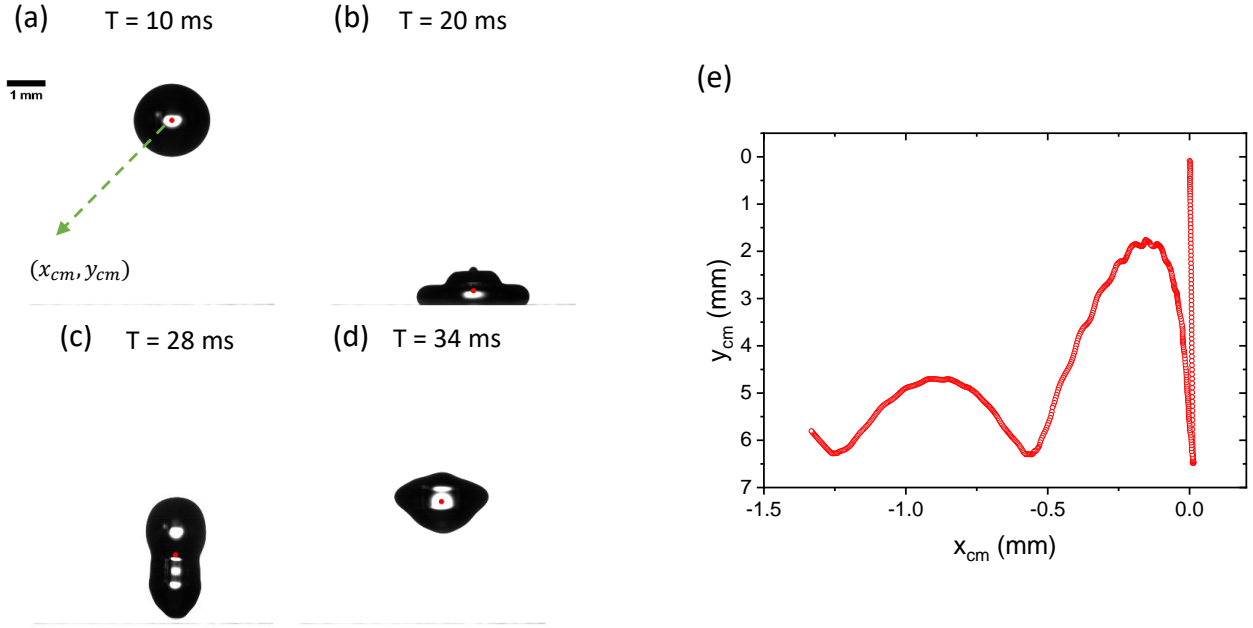 (a) T = 10 ms
(b) T = 20 ms
1 mm
(x_cm, y_cm)
(c) T = 28 ms
(d) T = 34 ms
(e)
0
1
2
3
4
5
6
7
y_cm (mm)
-1.5 -1.0 -0.5 0.0
x_cm (mm)